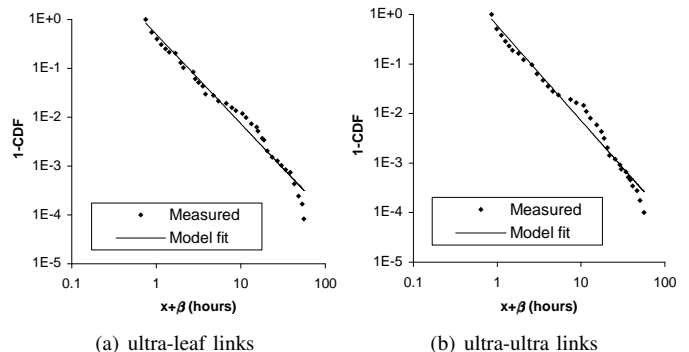 1E+0
1E-1
1E-2
1E-3
1E-4
1E-5
1-CDF
0.1 1 10 100
x+β (hours)
Measured
Model fit
(a) ultra-leaf links
1E+0
1E-1
1E-2
1E-3
1E-4
1E-5
1-CDF
0.1 1 10 100
x+β (hours)
Measured
Model fit
(b) ultra-ultra links